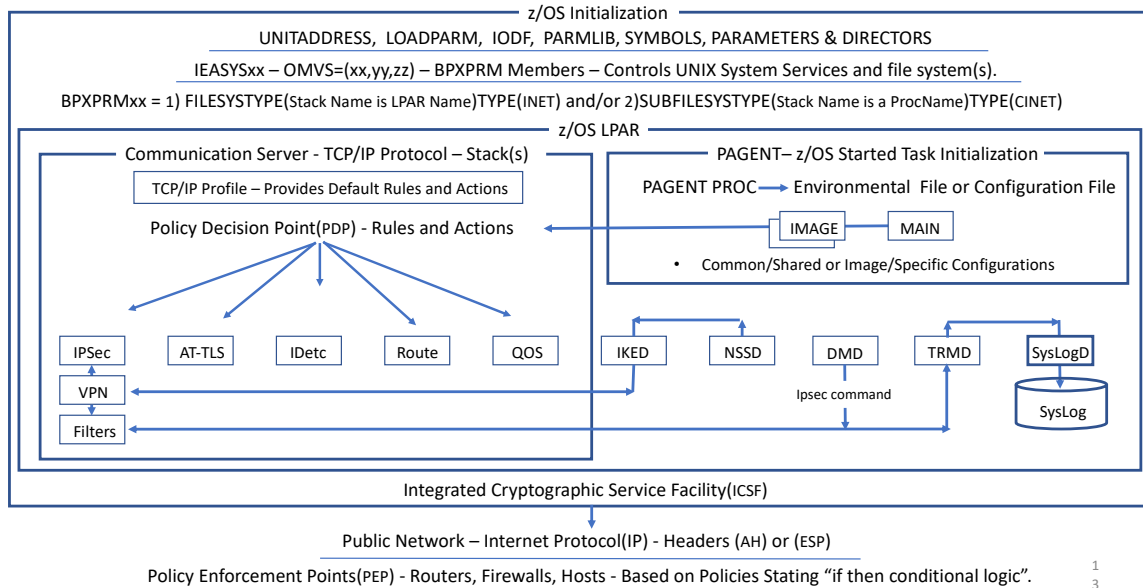 z/OS Initialization
UNITADDRESS, LOADPARM, IODF, PARMLIB, SYMBOLS, PARAMETERS & DIRECTORS
IEASYSxx – OMVS=(xx,yy,zz) – BPXPRM Members – Controls UNIX System Services and file system(s).
BPXPRMxx = 1) FILESYSTYPE(Stack Name is LPAR Name)TYPE(INET) and/or 2)SUBFILESYSTYPE(Stack Name is a ProcName)TYPE(CINET)
z/OS LPAR
Communication Server - TCP/IP Protocol – Stack(s)
TCP/IP Profile – Provides Default Rules and Actions
Policy Decision Point(PDP) - Rules and Actions
PAGENT– z/OS Started Task Initialization
PAGENT PROC
Environmental File or Configuration File
IMAGE
MAIN
• Common/Shared or Image/Specific Configurations
IPSec
AT-TLS
IDetc
Route
QOS
IKED
NSSD
DMD
TRMD
SysLogD
VPN
Ipsec command
SysLog
Filters
Integrated Cryptographic Service Facility(ICSF)
Public Network – Internet Protocol(IP) - Headers (AH) or (ESP)
Policy Enforcement Points(PEP) - Routers, Firewalls, Hosts - Based on Policies Stating “if then conditional logic”.
1
3